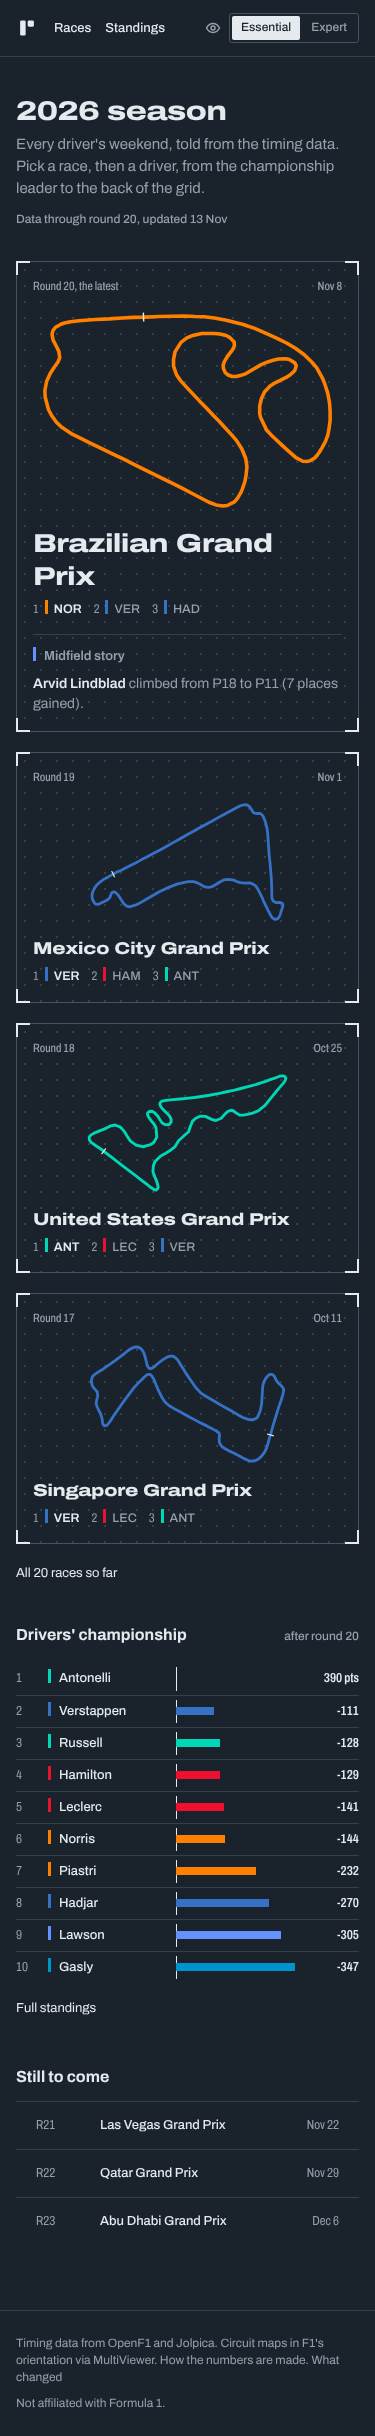 Races Standings Essential Expert
2026 season
Every driver's weekend, told from the timing data.
Pick a race, then a driver, from the championship
leader to the back of the grid.
Data through round 20, updated 13 Nov
Round 20, the latest Nov 8
Brazilian Grand
Prix
1 NOR 2 VER 3 HAD
Midfield story
Arvid Lindblad climbed from P18 to P11 (7 places
gained).
Round 19 Nov 1
Mexico City Grand Prix
1 VER 2 HAM 3 ANT
Round 18 Oct 25
United States Grand Prix
1 ANT 2 LEC 3 VER
Round 17 Oct 11
Singapore Grand Prix
1 VER 2 LEC 3 ANT
All 20 races so far
Drivers' championship after round 20
1 Antonelli 390 pts
2 Verstappen -111
3 Russell -128
4 Hamilton -129
5 Leclerc -141
6 Norris -144
7 Piastri -232
8 Hadjar -270
9 Lawson -305
10 Gasly -347
Full standings
Still to come
R21 Las Vegas Grand Prix Nov 22
R22 Qatar Grand Prix Nov 29
R23 Abu Dhabi Grand Prix Dec 6
Timing data from OpenF1 and Jolpica. Circuit maps in F1's
orientation via MultiViewer. How the numbers are made. What
changed
Not affiliated with Formula 1.